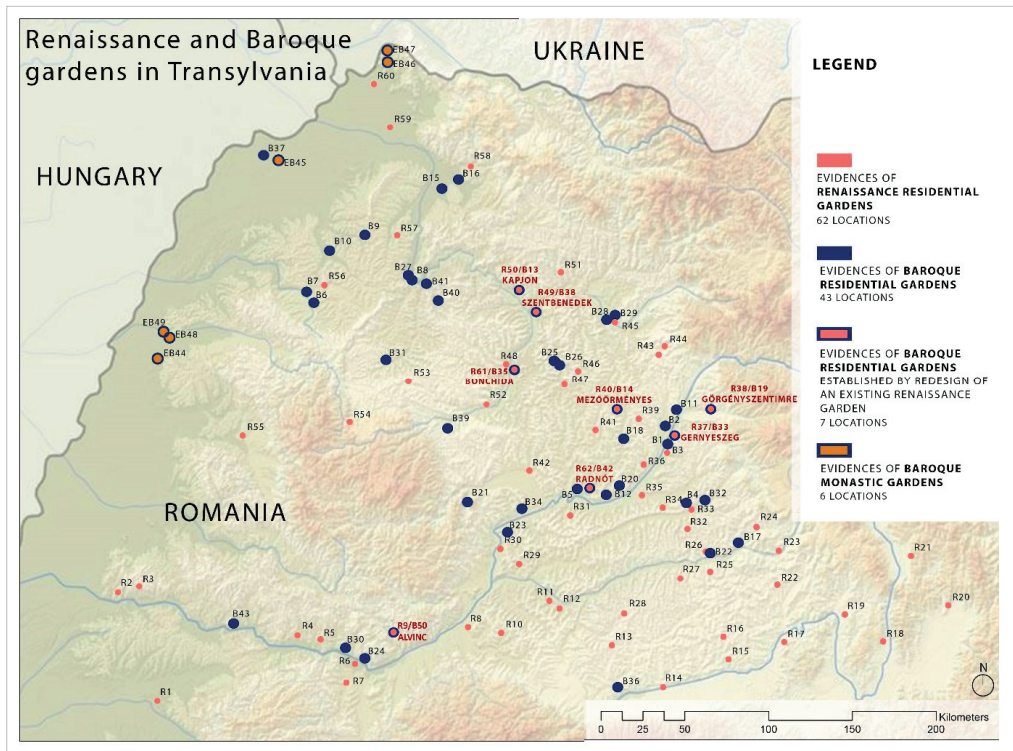 Renaissance and Baroque
gardens in Transylvania
UKRAINE
HUNGARY
ROMANIA
EB47
EB46
R60
R59
B37
EB45
R58
B15
B16
B9
R57
B10
B27
B8
B41
B40
B7
R56
B6
R50/B13
KAPJON
R51
R49/B38
SZENTBENEDEK
B28
B29
R45
EB49
EB48
EB44
B31
R53
R48
R61/B35
BONCHIDA
B25
B26
R46
R47
R43
R44
R52
R54
R55
B39
R40/B14
MEZŐÖRMÉNYES
R39
R41
B18
B11
B2
R38/B19
GÖRGÉNYSZENTIMRE
R37/B33
GERNYESZEG
B1
B3
R36
R42
R62/B42
RADNÓT
B5
B12
B20
R35
R31
B21
B34
B23
R30
R29
R34
B4
B32
R33
R32
R24
B17
R23
R26
B22
R25
R27
R22
R21
R20
R2
R3
B43
R4
R5
B30
R6
B24
R7
R1
R9/B50
ALVINC
R8
R10
R11
R12
R28
R13
R16
R15
R17
R19
R18
B36
R14
LEGEND
EVIDENCES OF
RENAISSANCE RESIDENTIAL
GARDENS
62 LOCATIONS
EVIDENCES OF BAROQUE
RESIDENTIAL GARDENS
43 LOCATIONS
EVIDENCES OF BAROQUE
RESIDENTIAL GARDENS
ESTABLISHED BY REDESIGN OF
AN EXISTING RENAISSANCE
GARDEN
7 LOCATIONS
EVIDENCES OF BAROQUE
MONASTIC GARDENS
6 LOCATIONS
N
Kilometers
0 25 50 100 150 200